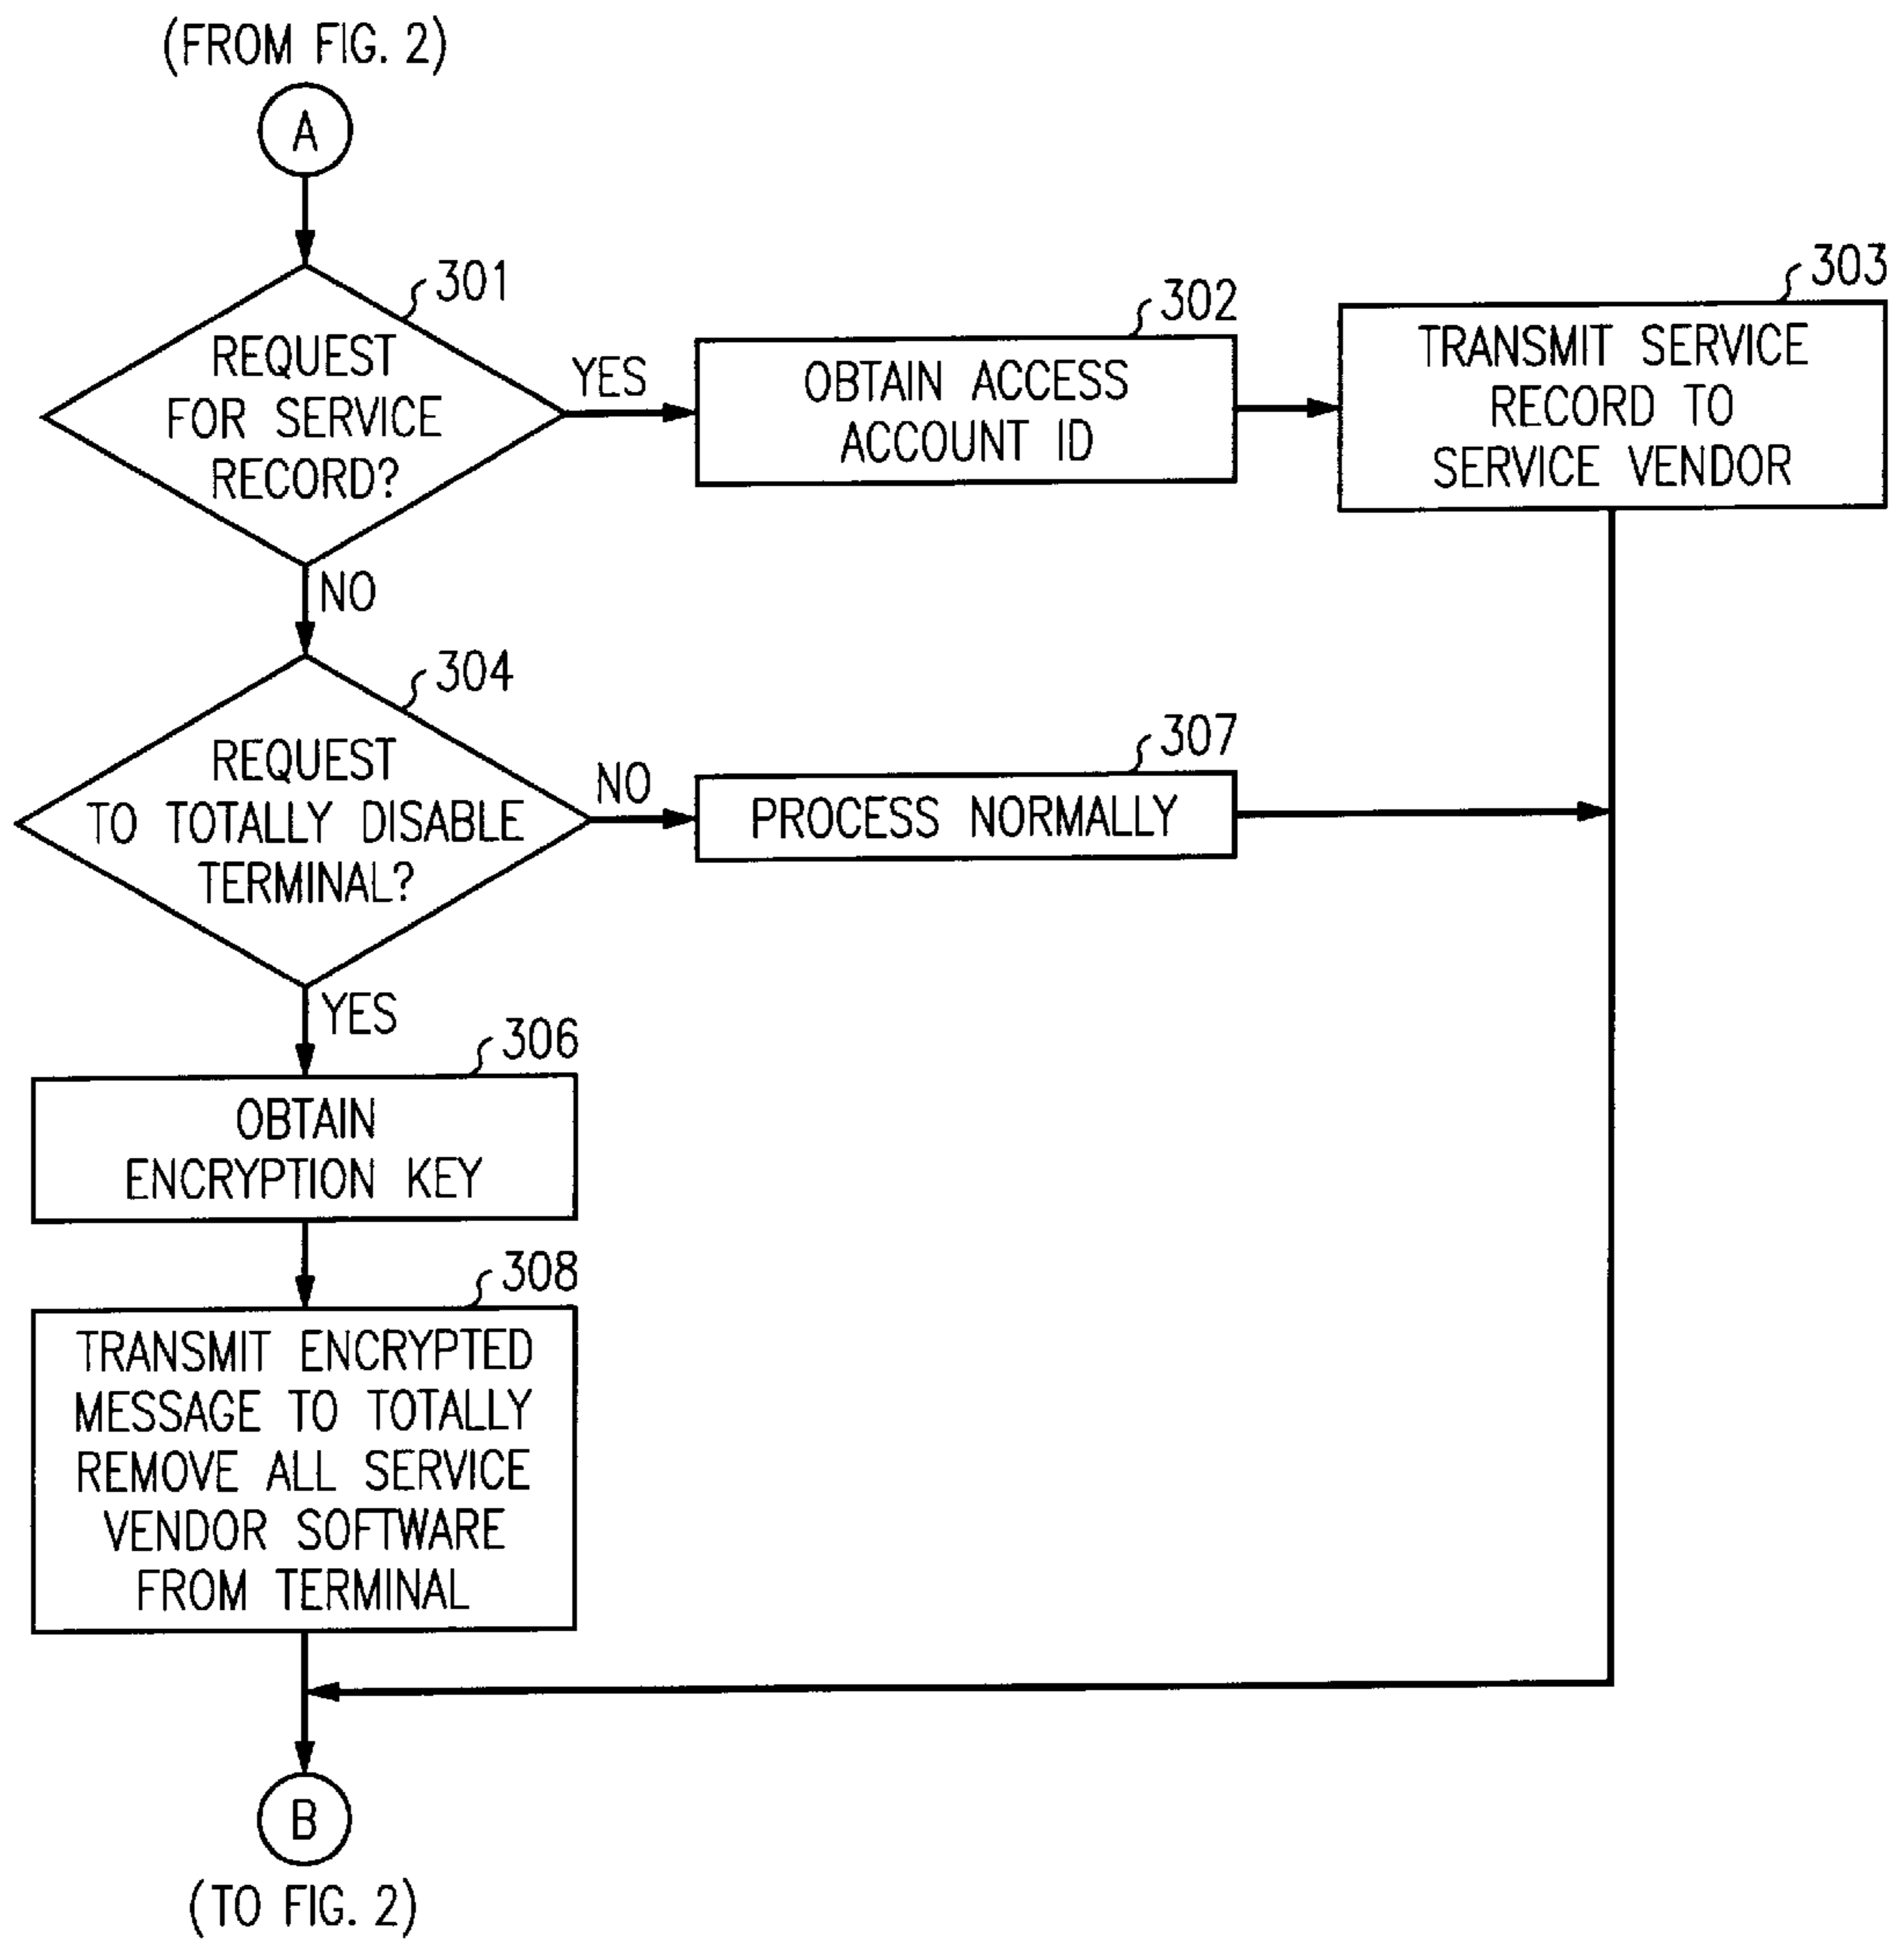 (FROM FIG. 2)
A
301
REQUEST
FOR SERVICE
RECORD?
YES
302
OBTAIN ACCESS
ACCOUNT ID
303
TRANSMIT SERVICE
RECORD TO
SERVICE VENDOR
NO
304
REQUEST
TO TOTALLY DISABLE
TERMINAL?
NO
307
PROCESS NORMALLY
YES
306
OBTAIN
ENCRYPTION KEY
308
TRANSMIT ENCRYPTED
MESSAGE TO TOTALLY
REMOVE ALL SERVICE
VENDOR SOFTWARE
FROM TERMINAL
B
(TO FIG. 2)